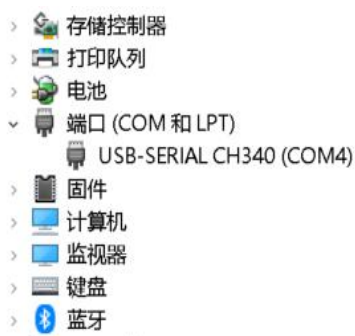 存储控制器
打印队列
电池
端口 (COM 和 LPT)
USB-SERIAL CH340 (COM4)
固件
计算机
监视器
键盘
蓝牙